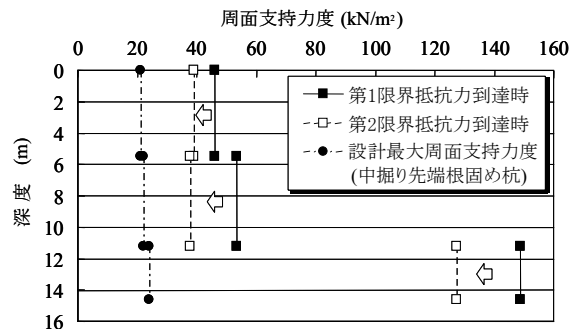 周面支持力度 (kN/m²)
0 20 40 60 80 100 120 140 160
0
2
4
6
8
10
12
14
16
深度 (m)
第1限界抵抗力到達時
第2限界抵抗力到達時
設計最大周面支持力度
(中掘り先端根固め杭)